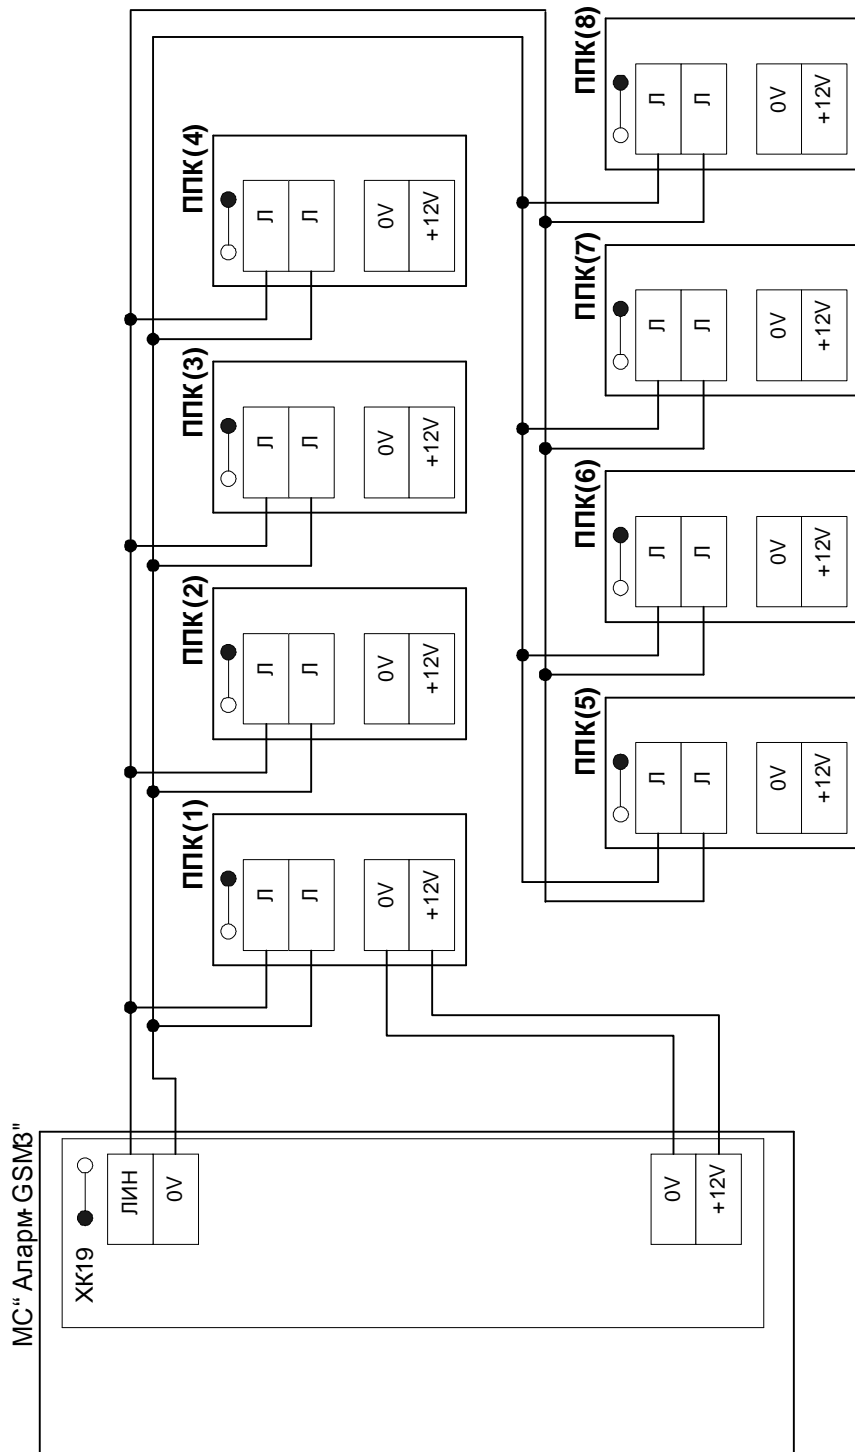 МС“ Аларм-GSM3"
ХК19
ЛИН
0V
0V
+12V
ППК(1)
Л
Л
0V
+12V
ППК(2)
Л
Л
0V
+12V
ППК(3)
Л
Л
0V
+12V
ППК(4)
Л
Л
0V
+12V
ППК(5)
Л
Л
0V
+12V
ППК(6)
Л
Л
0V
+12V
ППК(7)
Л
Л
0V
+12V
ППК(8)
Л
Л
0V
+12V